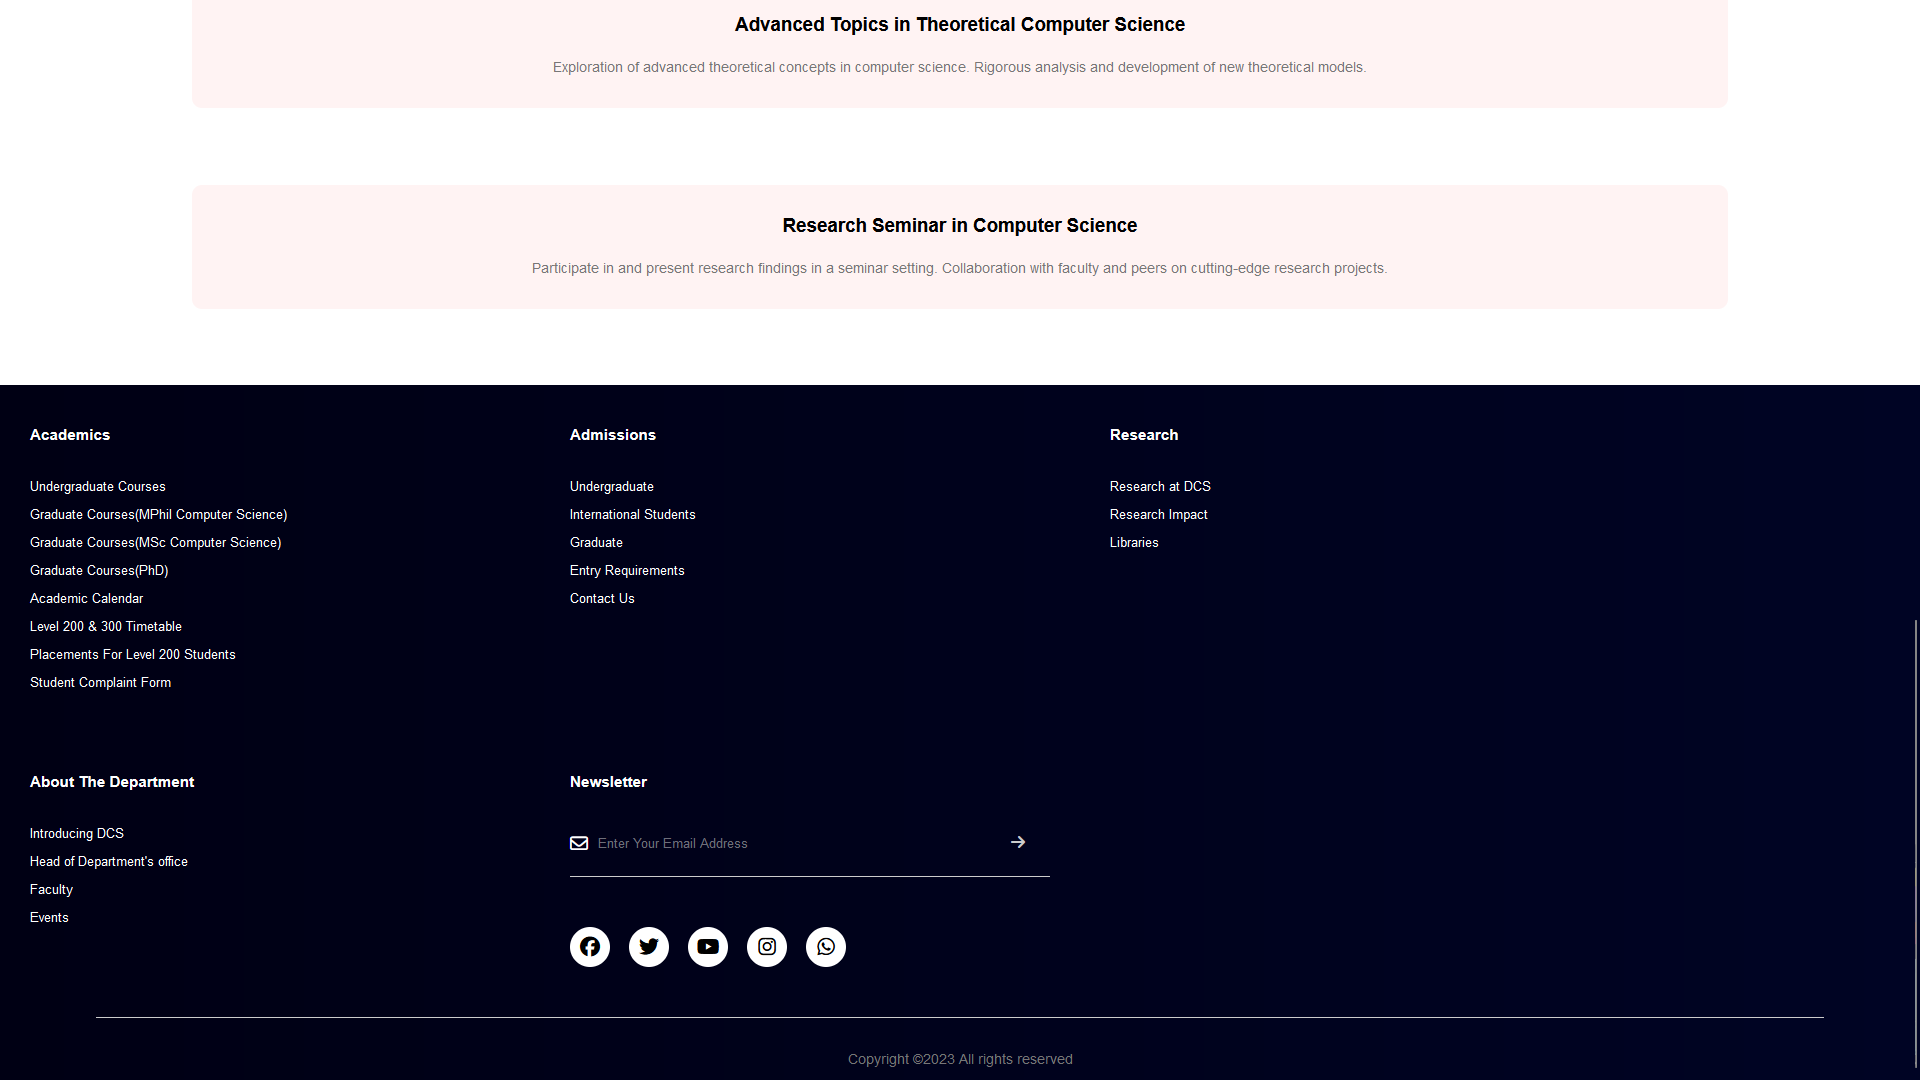 Advanced Topics in Theoretical Computer Science
Exploration of advanced theoretical concepts in computer science. Rigorous analysis and development of new theoretical models.
Research Seminar in Computer Science
Participate in and present research findings in a seminar setting. Collaboration with faculty and peers on cutting-edge research projects.
Academics
Undergraduate Courses
Graduate Courses(MPhil Computer Science)
Graduate Courses(MSc Computer Science)
Graduate Courses(PhD)
Academic Calendar
Level 200 & 300 Timetable
Placements For Level 200 Students
Student Complaint Form
Admissions
Undergraduate
International Students
Graduate
Entry Requirements
Contact Us
Research
Research at DCS
Research Impact
Libraries
About The Department
Introducing DCS
Head of Department's office
Faculty
Events
Newsletter
Enter Your Email Address
Copyright ©2023 All rights reserved